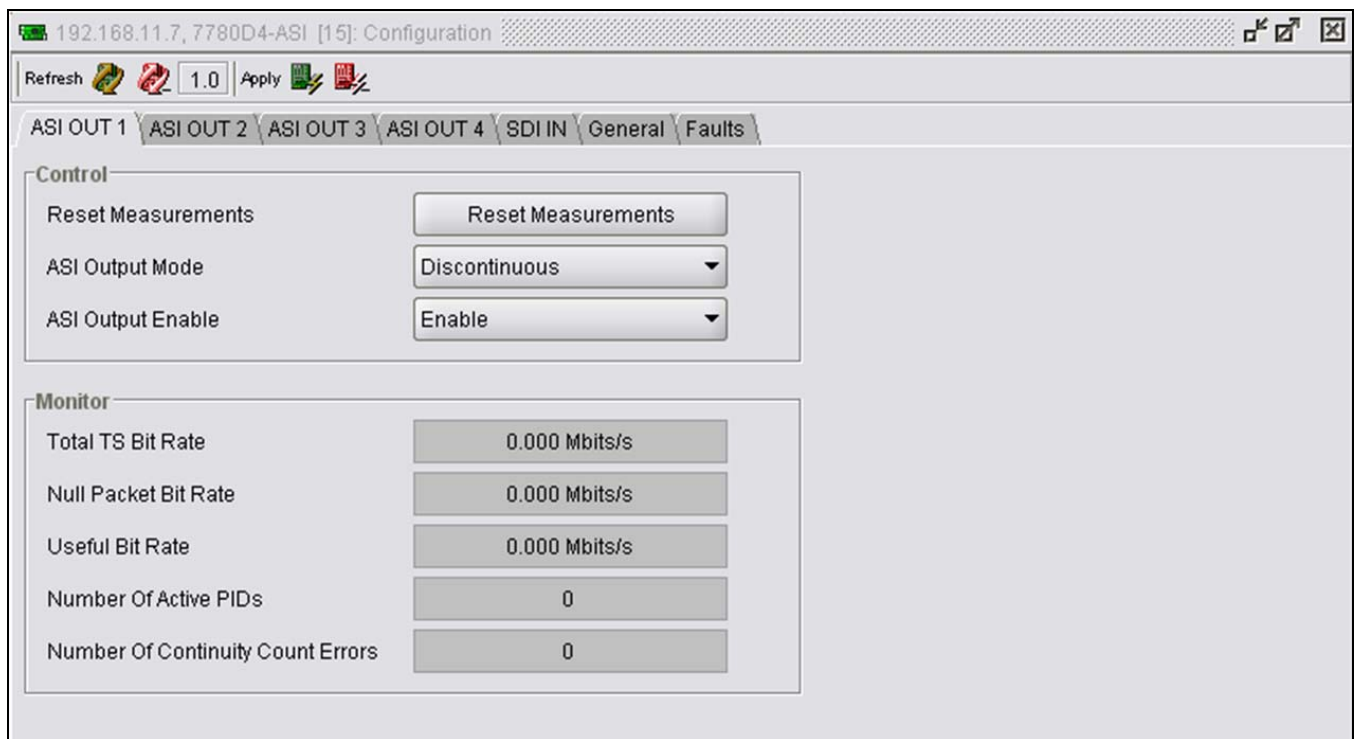 192.168.11.7, 7780D4-ASI [15]: Configuration
Refresh 1.0 Apply
ASI OUT 1 ASI OUT 2 ASI OUT 3 ASI OUT 4 SDI IN General Faults
Control
Reset Measurements Reset Measurements
ASI Output Mode Discontinuous
ASI Output Enable Enable
Monitor
Total TS Bit Rate 0.000 Mbits/s
Null Packet Bit Rate 0.000 Mbits/s
Useful Bit Rate 0.000 Mbits/s
Number Of Active PIDs 0
Number Of Continuity Count Errors 0